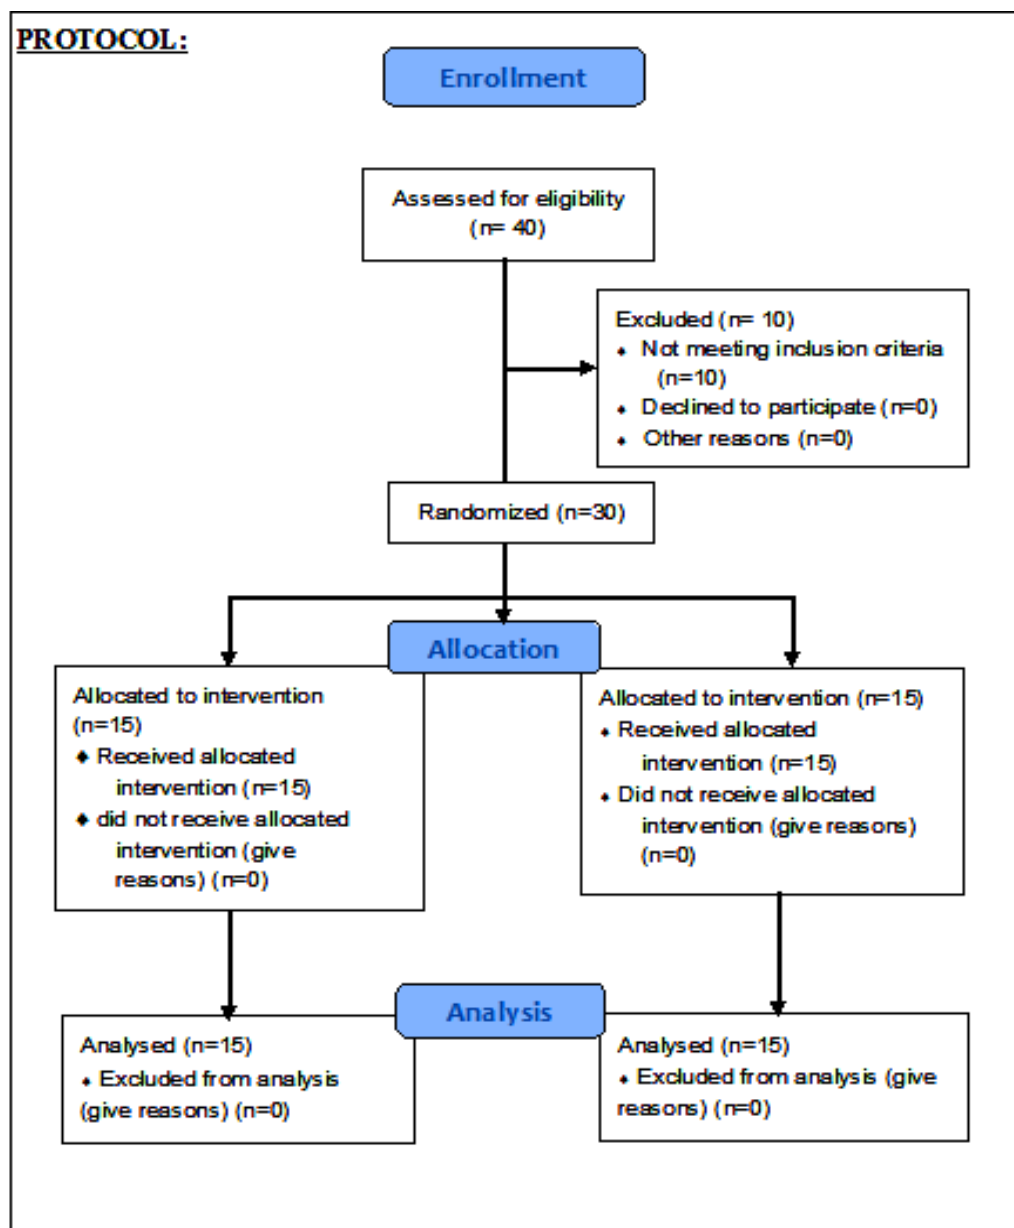 PROTOCOL:
Enrollment
Assessed for eligibility
(n= 40)
Excluded (n= 10)
⬥ Not meeting inclusion criteria
(n=10)
⬥ Declined to participate (n=0)
⬥ Other reasons (n=0)
Randomized (n=30)
Allocation
Allocated to intervention
(n=15)
⬥ Received allocated
intervention (n=15)
⬥ did not receive allocated
intervention (give
reasons) (n=0)
Allocated to intervention (n=15)
⬥ Received allocated
intervention (n=15)
⬥ Did not receive allocated
intervention (give reasons)
(n=0)
Analysis
Analysed (n=15)
⬥ Excluded from analysis
(give reasons) (n=0)
Analysed (n=15)
⬥ Excluded from analysis (give
reasons) (n=0)